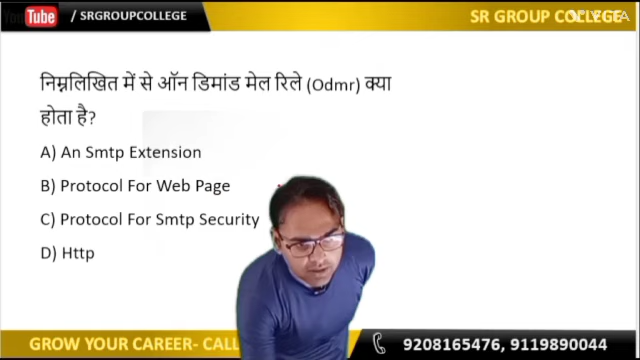 YouTube / SRGROUPCOLLEGE
SR GROUP COLLEGE
निम्नलिखित में से ऑन डिमांड मेल रिले (Odmr) क्या
होता है?
A) An Smtp Extension
B) Protocol For Web Page
C) Protocol For Smtp Security
D) Http
GROW YOUR CAREER- CALL
9208165476, 9119890044